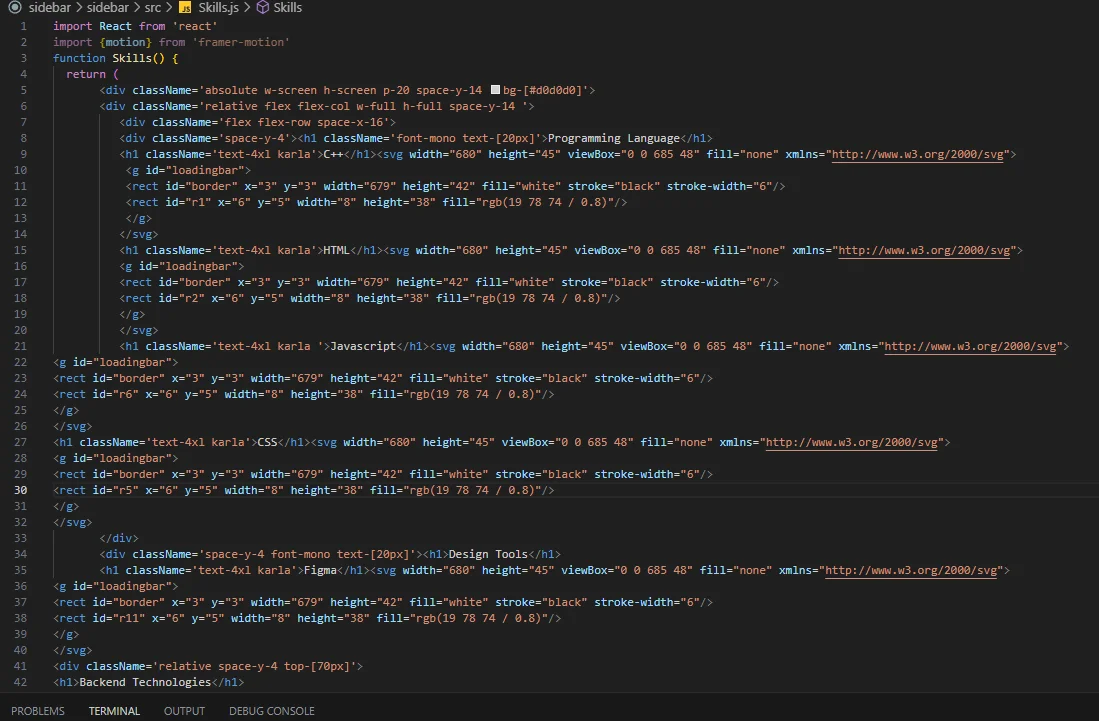 sidebar > sidebar > src > JS Skills.js > Skills
1 import React from 'react'
2 import {motion} from 'framer-motion'
3 function Skills() {
4 return (
5 <div className='absolute w-screen h-screen p-20 space-y-14 bg-[#d0d0d0]'>
6 <div className='relative flex flex-col w-full h-full space-y-14 '>
7 <div className='flex flex-row space-x-16'>
8 <div className='space-y-4'><h1 className='font-mono text-[20px]'>Programming Language</h1>
9 <h1 className='text-4xl karla'>C++</h1><svg width="680" height="45" viewBox="0 0 685 48" fill="none" xmlns="http://www.w3.org/2000/svg">
10 <g id="loadingbar">
11 <rect id="border" x="3" y="3" width="679" height="42" fill="white" stroke="black" stroke-width="6"/>
12 <rect id="r1" x="6" y="5" width="8" height="38" fill="rgb(19 78 74 / 0.8)"/>
13 </g>
14 </svg>
15 <h1 className='text-4xl karla'>HTML</h1><svg width="680" height="45" viewBox="0 0 685 48" fill="none" xmlns="http://www.w3.org/2000/svg">
16 <g id="loadingbar">
17 <rect id="border" x="3" y="3" width="679" height="42" fill="white" stroke="black" stroke-width="6"/>
18 <rect id="r2" x="6" y="5" width="8" height="38" fill="rgb(19 78 74 / 0.8)"/>
19 </g>
20 </svg>
21 <h1 className='text-4xl karla '>Javascript</h1><svg width="680" height="45" viewBox="0 0 685 48" fill="none" xmlns="http://www.w3.org/2000/svg">
22 <g id="loadingbar">
23 <rect id="border" x="3" y="3" width="679" height="42" fill="white" stroke="black" stroke-width="6"/>
24 <rect id="r6" x="6" y="5" width="8" height="38" fill="rgb(19 78 74 / 0.8)"/>
25 </g>
26 </svg>
27 <h1 className='text-4xl karla'>CSS</h1><svg width="680" height="45" viewBox="0 0 685 48" fill="none" xmlns="http://www.w3.org/2000/svg">
28 <g id="loadingbar">
29 <rect id="border" x="3" y="3" width="679" height="42" fill="white" stroke="black" stroke-width="6"/>
30 <rect id="r5" x="6" y="5" width="8" height="38" fill="rgb(19 78 74 / 0.8)"/>
31 </g>
32 </svg>
33 </div>
34 <div className='space-y-4 font-mono text-[20px]'><h1>Design Tools</h1>
35 <h1 className='text-4xl karla'>Figma</h1><svg width="680" height="45" viewBox="0 0 685 48" fill="none" xmlns="http://www.w3.org/2000/svg">
36 <g id="loadingbar">
37 <rect id="border" x="3" y="3" width="679" height="42" fill="white" stroke="black" stroke-width="6"/>
38 <rect id="r11" x="6" y="5" width="8" height="38" fill="rgb(19 78 74 / 0.8)"/>
39 </g>
40 </svg>
41 <div className='relative space-y-4 top-[70px]'>
42 <h1>Backend Technologies</h1>
PROBLEMS TERMINAL OUTPUT DEBUG CONSOLE